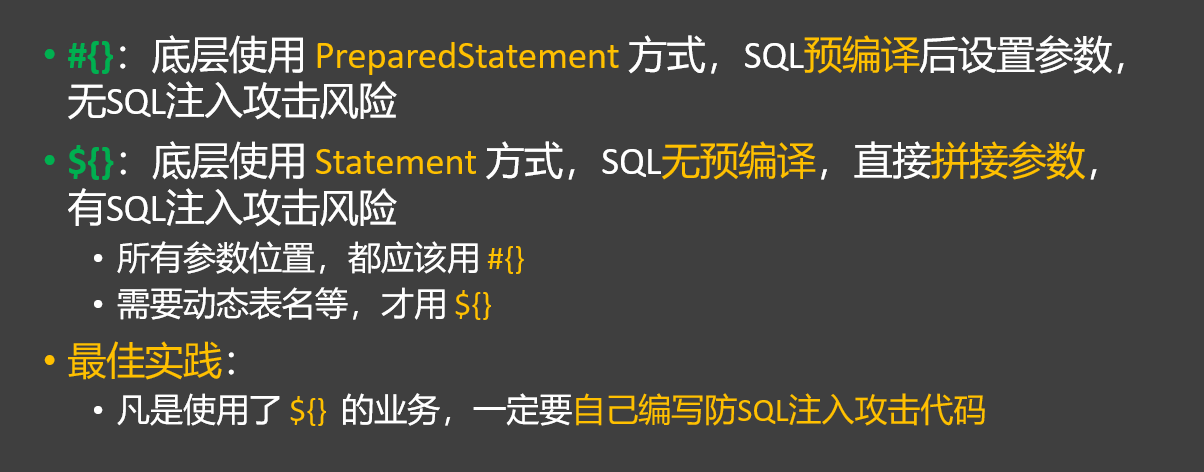 • #{}：底层使用 PreparedStatement 方式，SQL预编译后设置参数，
无SQL注入攻击风险
• ${}：底层使用 Statement 方式，SQL无预编译，直接拼接参数，
有SQL注入攻击风险
• 所有参数位置，都应该用 #{}
• 需要动态表名等，才用 ${}
• 最佳实践：
• 凡是使用了 ${} 的业务，一定要自己编写防SQL注入攻击代码